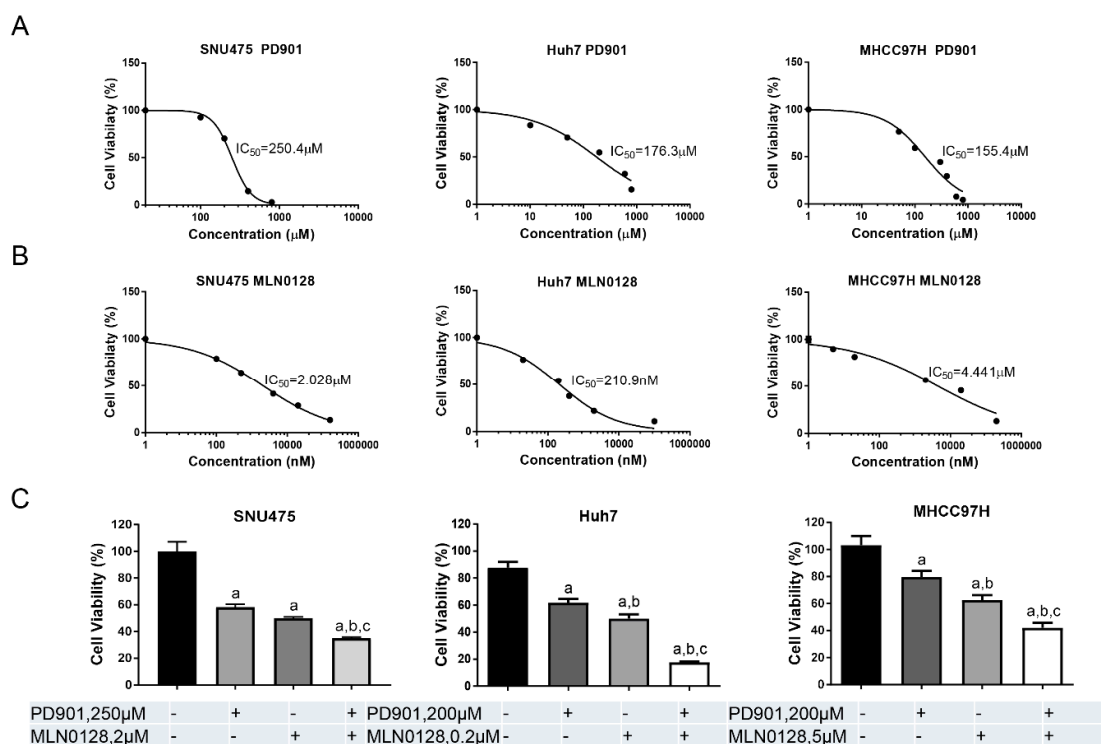 A
SNU475 PD901
Huh7 PD901
MHCC97H PD901
Cell Viabilaty (%)
150
100
50
0
IC50=250.4μM
100
1000
10000
Concentration (μM)
Cell Viabilaty (%)
150
100
50
0
IC50=176.3μM
1
10
100
1000
10000
Concentration (μM)
Cell Viabilaty (%)
150
100
50
0
IC50=155.4μM
1
100
10000
Concentration (μM)
B
SNU475 MLN0128
Huh7 MLN0128
MHCC97H MLN0128
Cell Viabilaty (%)
150
100
50
0
IC50=2.028μM
1
100
10000
1000000
Concentration (nM)
Cell Viabilaty (%)
150
100
50
0
IC50=210.9nM
1
100
10000
1000000
Concentration (nM)
Cell Viabilaty (%)
150
100
50
0
IC50=4.441μM
1
100
10000
1000000
Concentration (nM)
C
SNU475
Huh7
MHCC97H
Cell Viability (%)
120
100
80
60
40
20
0
a
a
a,b,c
Cell Viability (%)
120
100
80
60
40
20
0
a
a,b
a,b,c
Cell Viability (%)
120
100
80
60
40
20
0
a
a,b
a,b,c
PD901,250μM - + - + PD901,200μM - + - + PD901,200μM - + - +
MLN0128,2μM - - + + MLN0128,0.2μM - - + + MLN0128,5μM - - + +